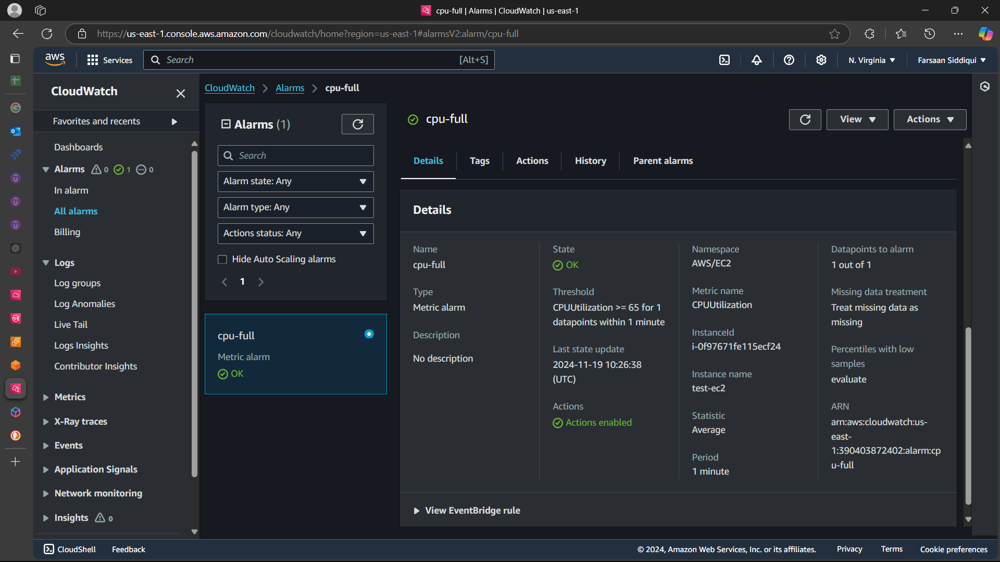 cpu-full | Alarms | CloudWatch | us-east-1
https://us-east-1.console.aws.amazon.com/cloudwatch/home?region=us-east-1#alarmsV2:alarm/cpu-full
aws
Services
Search
[Alt+S]
N. Virginia
Farsaan Siddiqui
CloudWatch
Favorites and recents
Dashboards
Alarms 0 1 0
In alarm
All alarms
Billing
Logs
Log groups
Log Anomalies
Live Tail
Logs Insights
Contributor Insights
Metrics
X-Ray traces
Events
Application Signals
Network monitoring
Insights 0
CloudWatch > Alarms > cpu-full
Alarms (1)
Search
Alarm state: Any
Alarm type: Any
Actions status: Any
Hide Auto Scaling alarms
1
cpu-full
Metric alarm
OK
cpu-full
View
Actions
Details
Tags
Actions
History
Parent alarms
Details
Name
cpu-full
Type
Metric alarm
Description
No description
State
OK
Threshold
CPUUtilization >= 65 for 1
datapoints within 1 minute
Last state update
2024-11-19 10:26:38
(UTC)
Actions
Actions enabled
Namespace
AWS/EC2
Metric name
CPUUtilization
InstanceId
i-0f97671fe115ecf24
Instance name
test-ec2
Statistic
Average
Period
1 minute
Datapoints to alarm
1 out of 1
Missing data treatment
Treat missing data as
missing
Percentiles with low
samples
evaluate
ARN
arn:aws:cloudwatch:us-
east-
1:390403872402:alarm:cp
u-full
View EventBridge rule
CloudShell
Feedback
© 2024, Amazon Web Services, Inc. or its affiliates.
Privacy
Terms
Cookie preferences